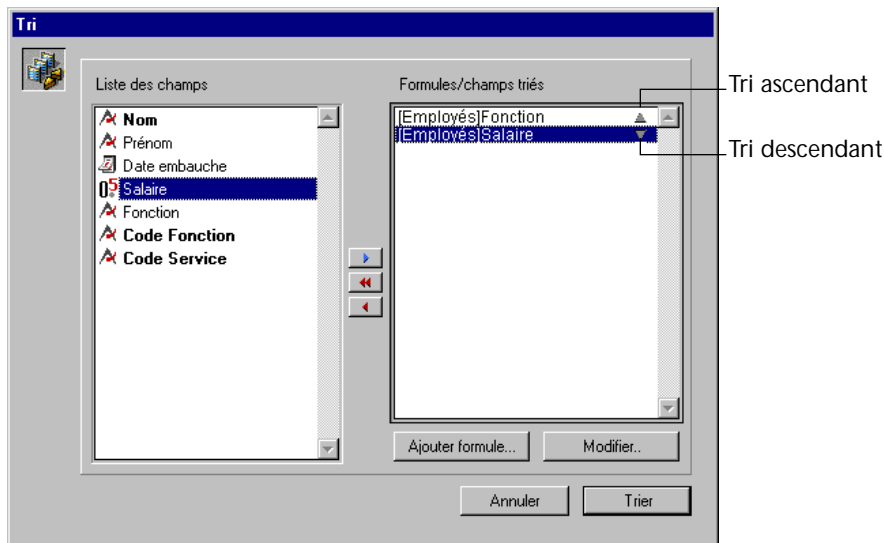 Tri
Liste des champs
Formules/champs triés
Tri ascendant
Nom
Prénom
Date embauche
Salaire
Fonction
Code Fonction
Code Service
[Employés]Fonction
[Employés]Salaire
Tri descendant
Ajouter formule...
Modifier..
Annuler
Trier